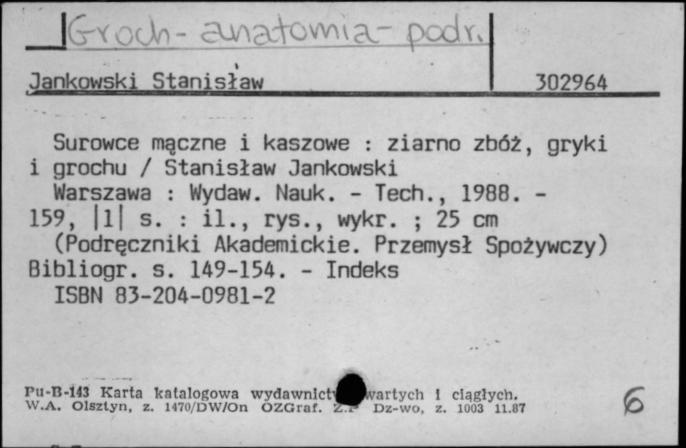 Groch - anatomia - podr.
Jankowski Stanisław 302964
Surowce mączne i kaszowe : ziarno zbóż, gryki
i grochu / Stanisław Jankowski
Warszawa : Wydaw. Nauk. - Tech., 1988. -
159, |1| s. : il., rys., wykr. ; 25 cm
(Podręczniki Akademickie. Przemysł Spożywczy)
Bibliogr. s. 149-154. - Indeks
ISBN 83-204-0981-2
Pu-B-143 Karta katalogowa wydawnict wartych i ciągłych.
W.A. Olsztyn, z. 1470/DW/On OZGraf. Z.P Dz-wo, z. 1003 11.87
6